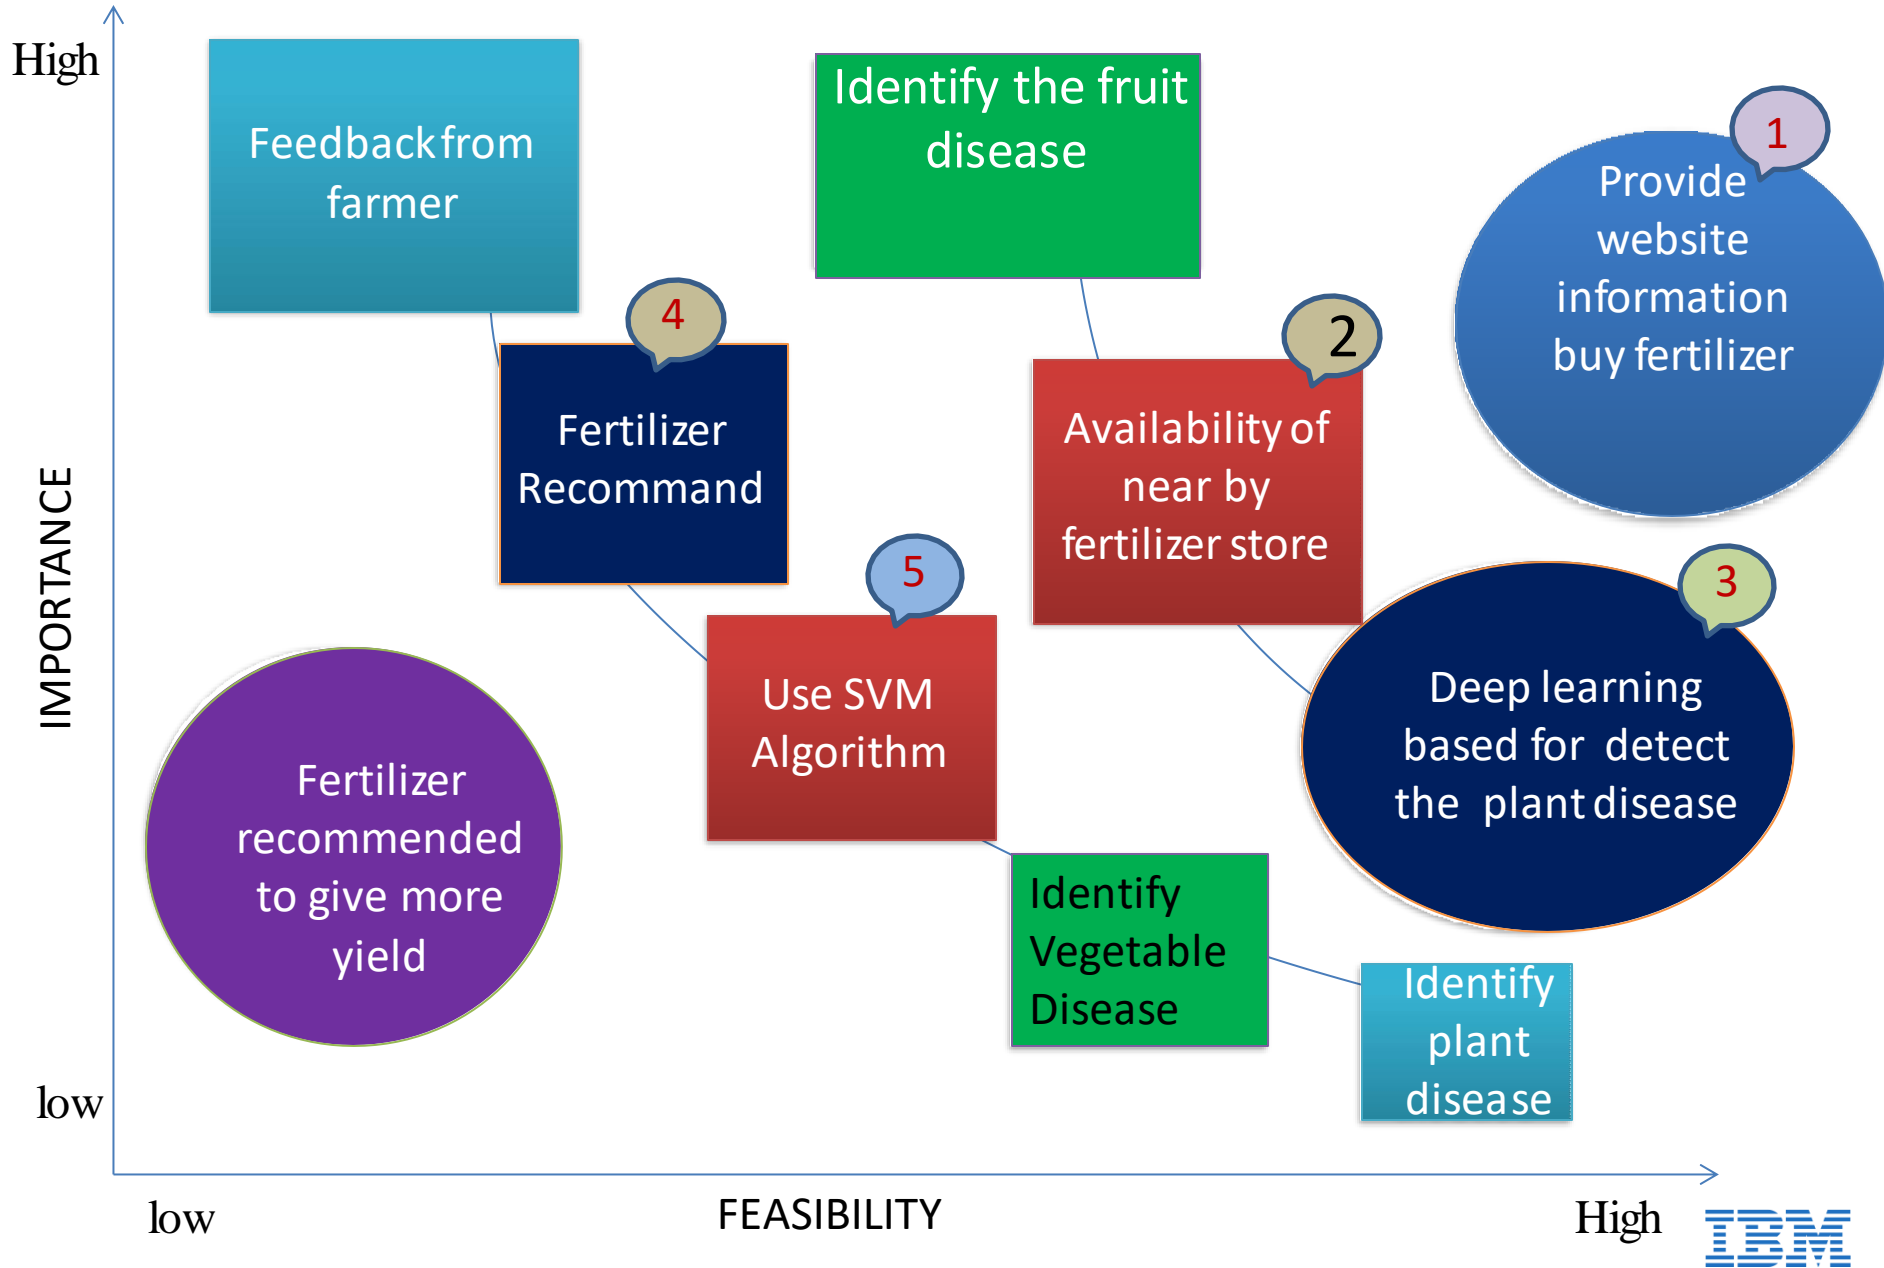 High
Feedback from
farmer
Identify the fruit
disease
1
Provide
website
information
buy fertilizer
4
Fertilizer
Recommand
2
Availability of
near by
fertilizer store
IMPORTANCE
5
Use SVM
Algorithm
3
Deep learning
based for detect
the plant disease
Fertilizer
recommended
to give more
yield
Identify
Vegetable
Disease
Identify
plant
disease
low
low
FEASIBILITY
High
IBM